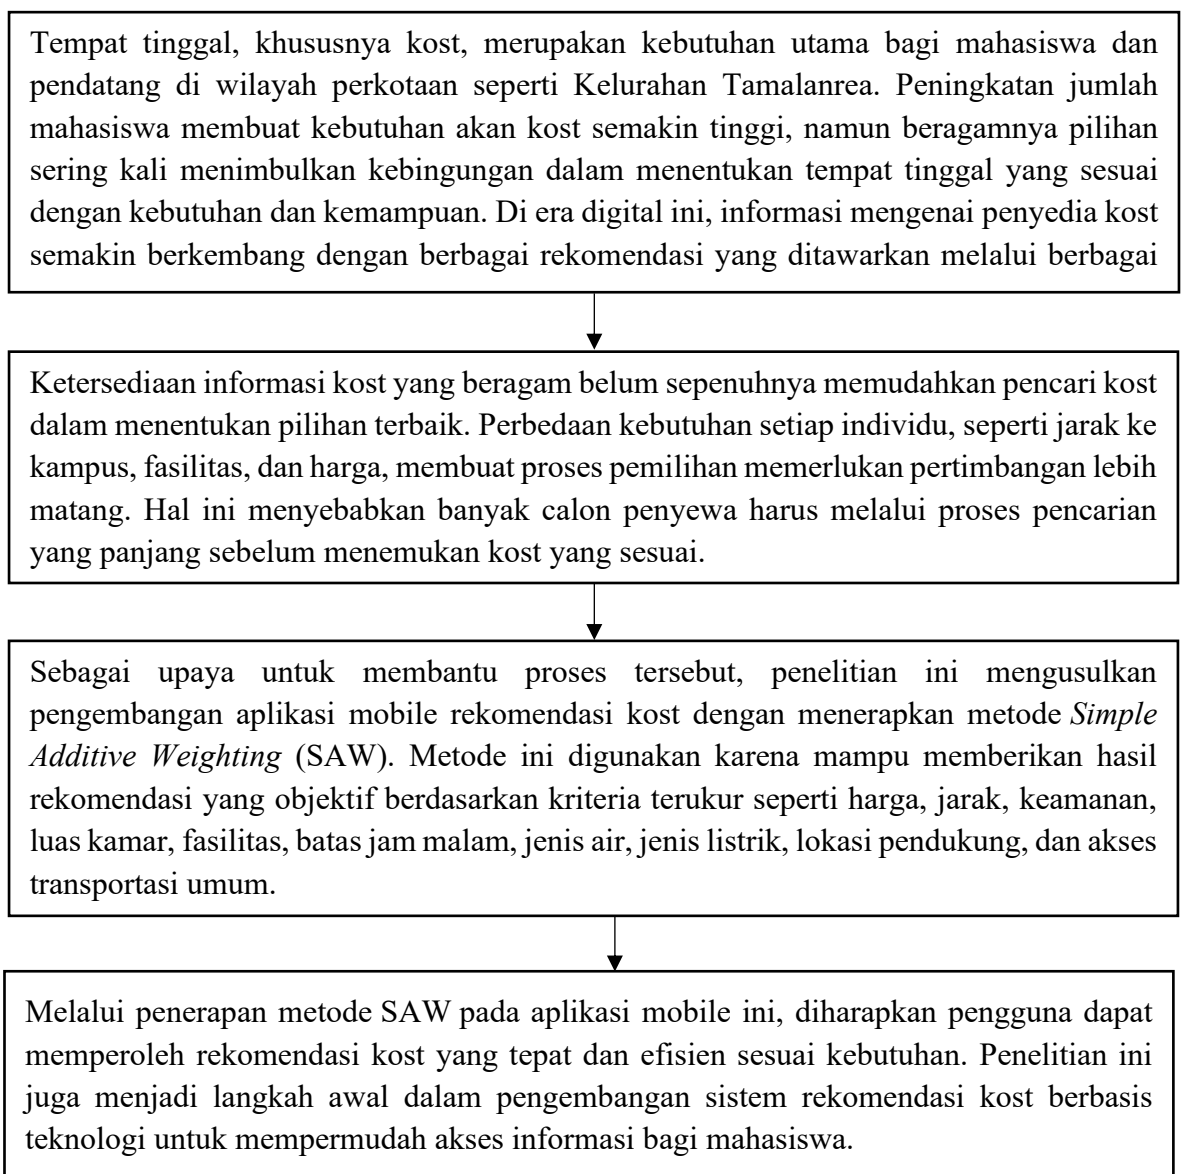 Tempat tinggal, khususnya kost, merupakan kebutuhan utama bagi mahasiswa dan
pendatang di wilayah perkotaan seperti Kelurahan Tamalanrea. Peningkatan jumlah
mahasiswa membuat kebutuhan akan kost semakin tinggi, namun beragamnya pilihan
sering kali menimbulkan kebingungan dalam menentukan tempat tinggal yang sesuai
dengan kebutuhan dan kemampuan. Di era digital ini, informasi mengenai penyedia kost
semakin berkembang dengan berbagai rekomendasi yang ditawarkan melalui berbagai
Ketersediaan informasi kost yang beragam belum sepenuhnya memudahkan pencari kost
dalam menentukan pilihan terbaik. Perbedaan kebutuhan setiap individu, seperti jarak ke
kampus, fasilitas, dan harga, membuat proses pemilihan memerlukan pertimbangan lebih
matang. Hal ini menyebabkan banyak calon penyewa harus melalui proses pencarian
yang panjang sebelum menemukan kost yang sesuai.
Sebagai upaya untuk membantu proses tersebut, penelitian ini mengusulkan
pengembangan aplikasi mobile rekomendasi kost dengan menerapkan metode Simple
Additive Weighting (SAW). Metode ini digunakan karena mampu memberikan hasil
rekomendasi yang objektif berdasarkan kriteria terukur seperti harga, jarak, keamanan,
luas kamar, fasilitas, batas jam malam, jenis air, jenis listrik, lokasi pendukung, dan akses
transportasi umum.
Melalui penerapan metode SAW pada aplikasi mobile ini, diharapkan pengguna dapat
memperoleh rekomendasi kost yang tepat dan efisien sesuai kebutuhan. Penelitian ini
juga menjadi langkah awal dalam pengembangan sistem rekomendasi kost berbasis
teknologi untuk mempermudah akses informasi bagi mahasiswa.